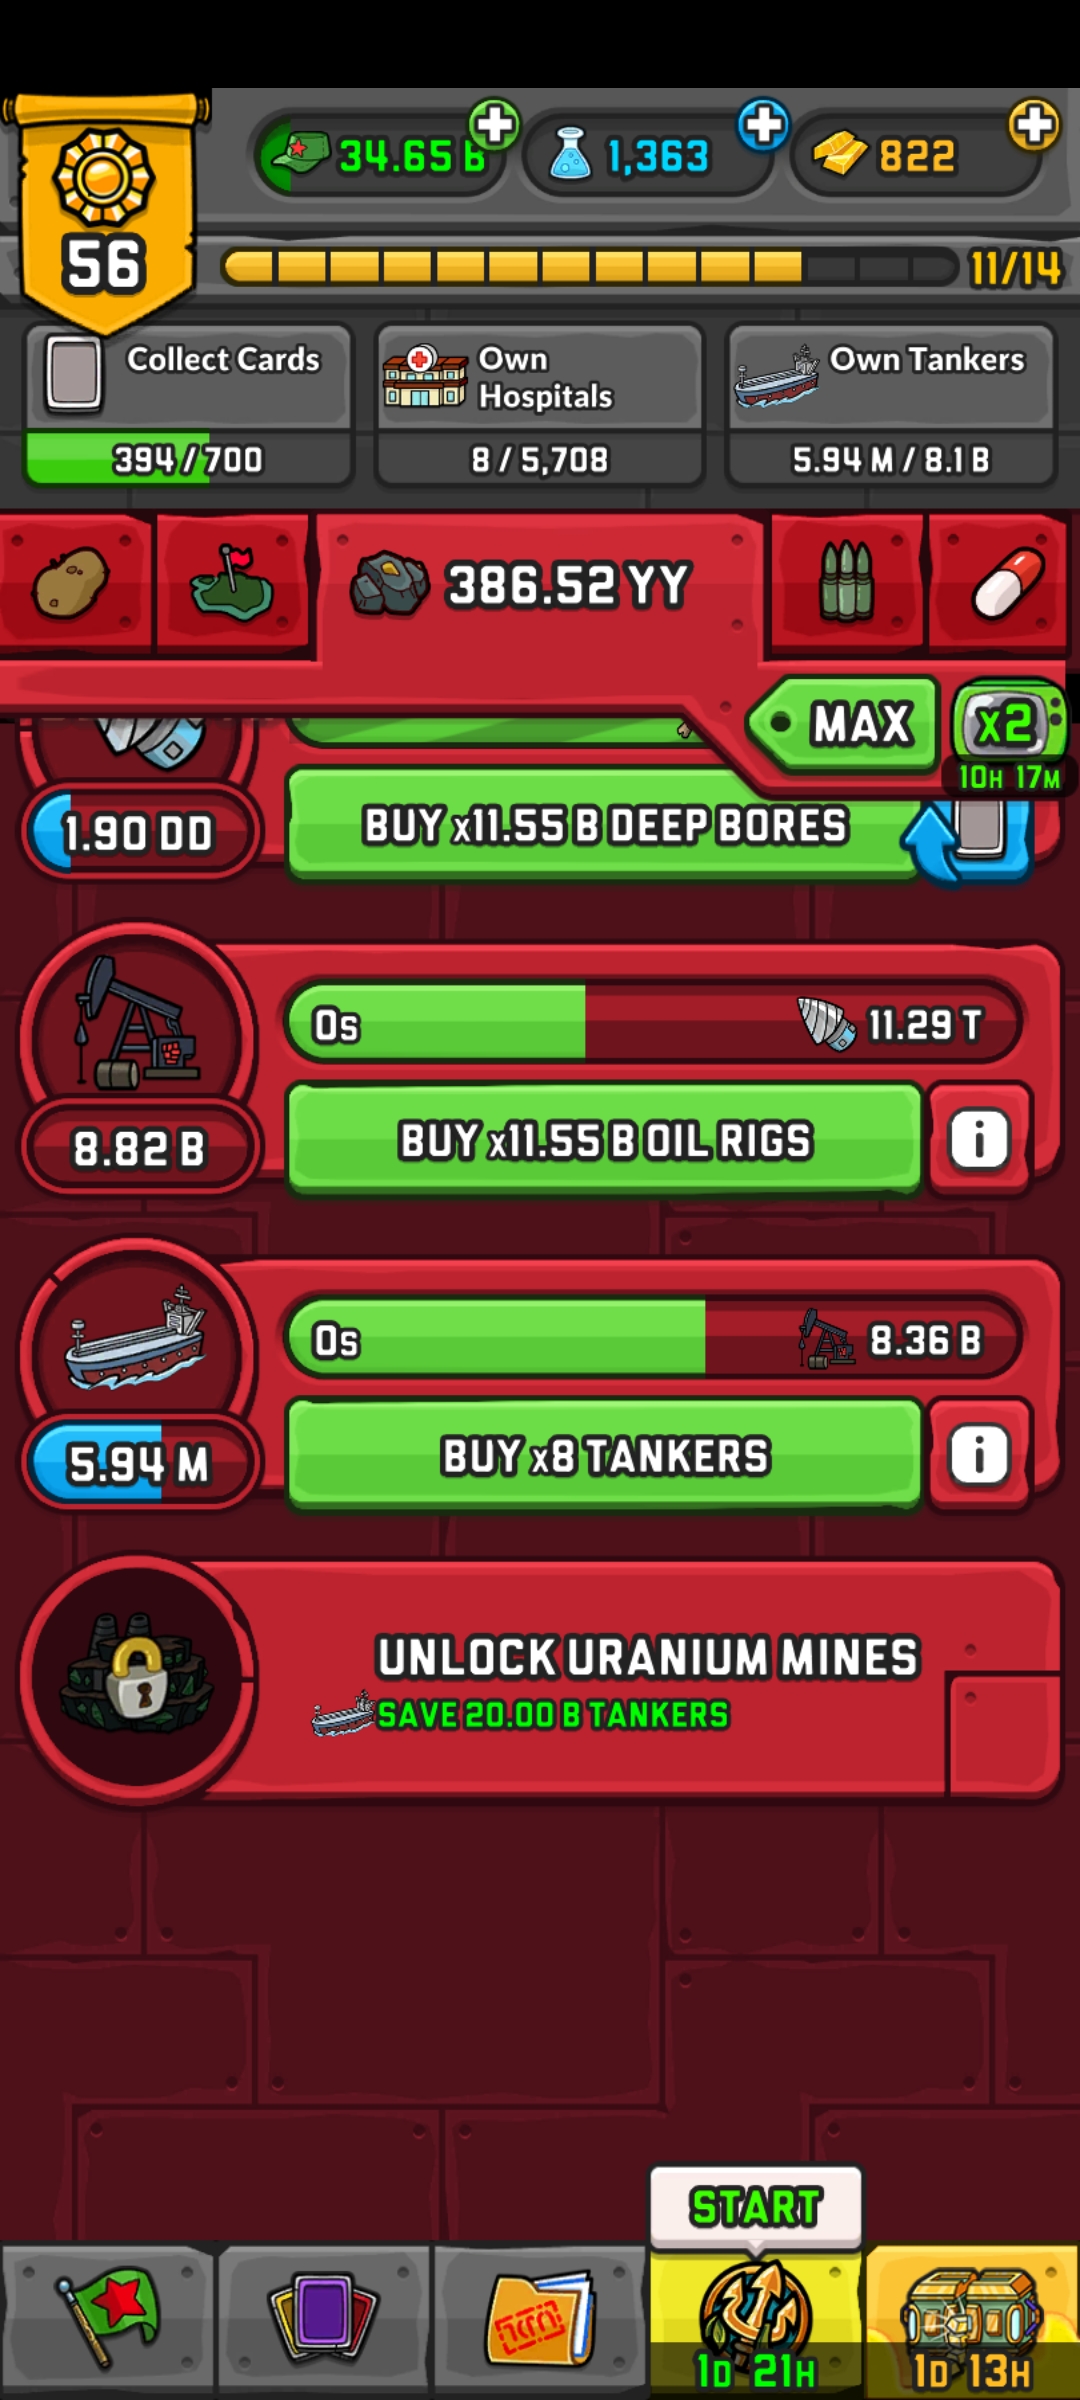 34.65 B
1,363
822
56
11/14
Collect Cards
394/700
Own
Hospitals
8/5,708
Own Tankers
5.94 M/8.1 B
386.52 YY
MAX
x2
10H 17M
1.90 DD
BUY x11.55 B DEEP BORES
0s
11.29 T
8.82 B
BUY x11.55 B OIL RIGS
i
0s
8.36 B
5.94 M
BUY x8 TANKERS
i
UNLOCK URANIUM MINES
SAVE 20.00 B TANKERS
START
1D 21H
1D 13H